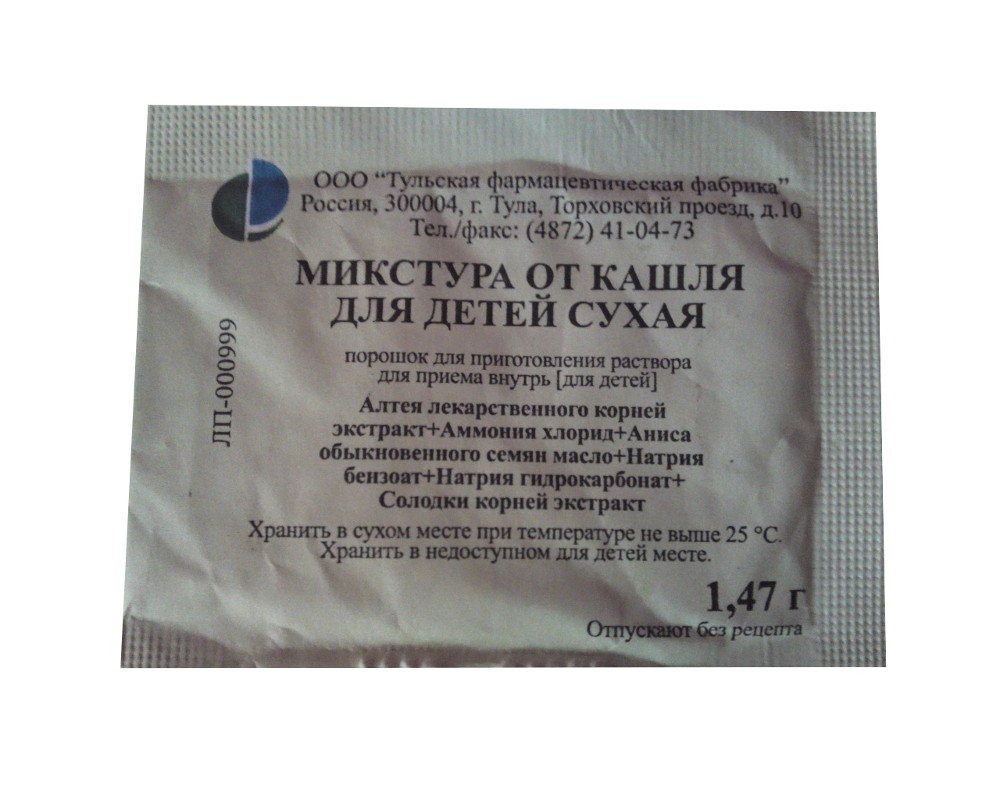 ООО “Тульская фармацевтическая фабрика”
Россия, 300004, г. Тула, Торховский проезд, д.10
Тел./факс: (4872) 41-04-73
МИКСТУРА ОТ КАШЛЯ
ДЛЯ ДЕТЕЙ СУХАЯ
ЛП-000999
порошок для приготовления раствора
для приема внутрь [для детей]
Алтея лекарственного корней
экстракт+Аммония хлорид+Аниса
обыкновенного семян масло+Натрия
бензоат+Натрия гидрокарбонат+
Солодки корней экстракт
Хранить в сухом месте при температуре не выше 25 °С.
Хранить в недоступном для детей месте.
1,47 г
Отпускают без рецепта